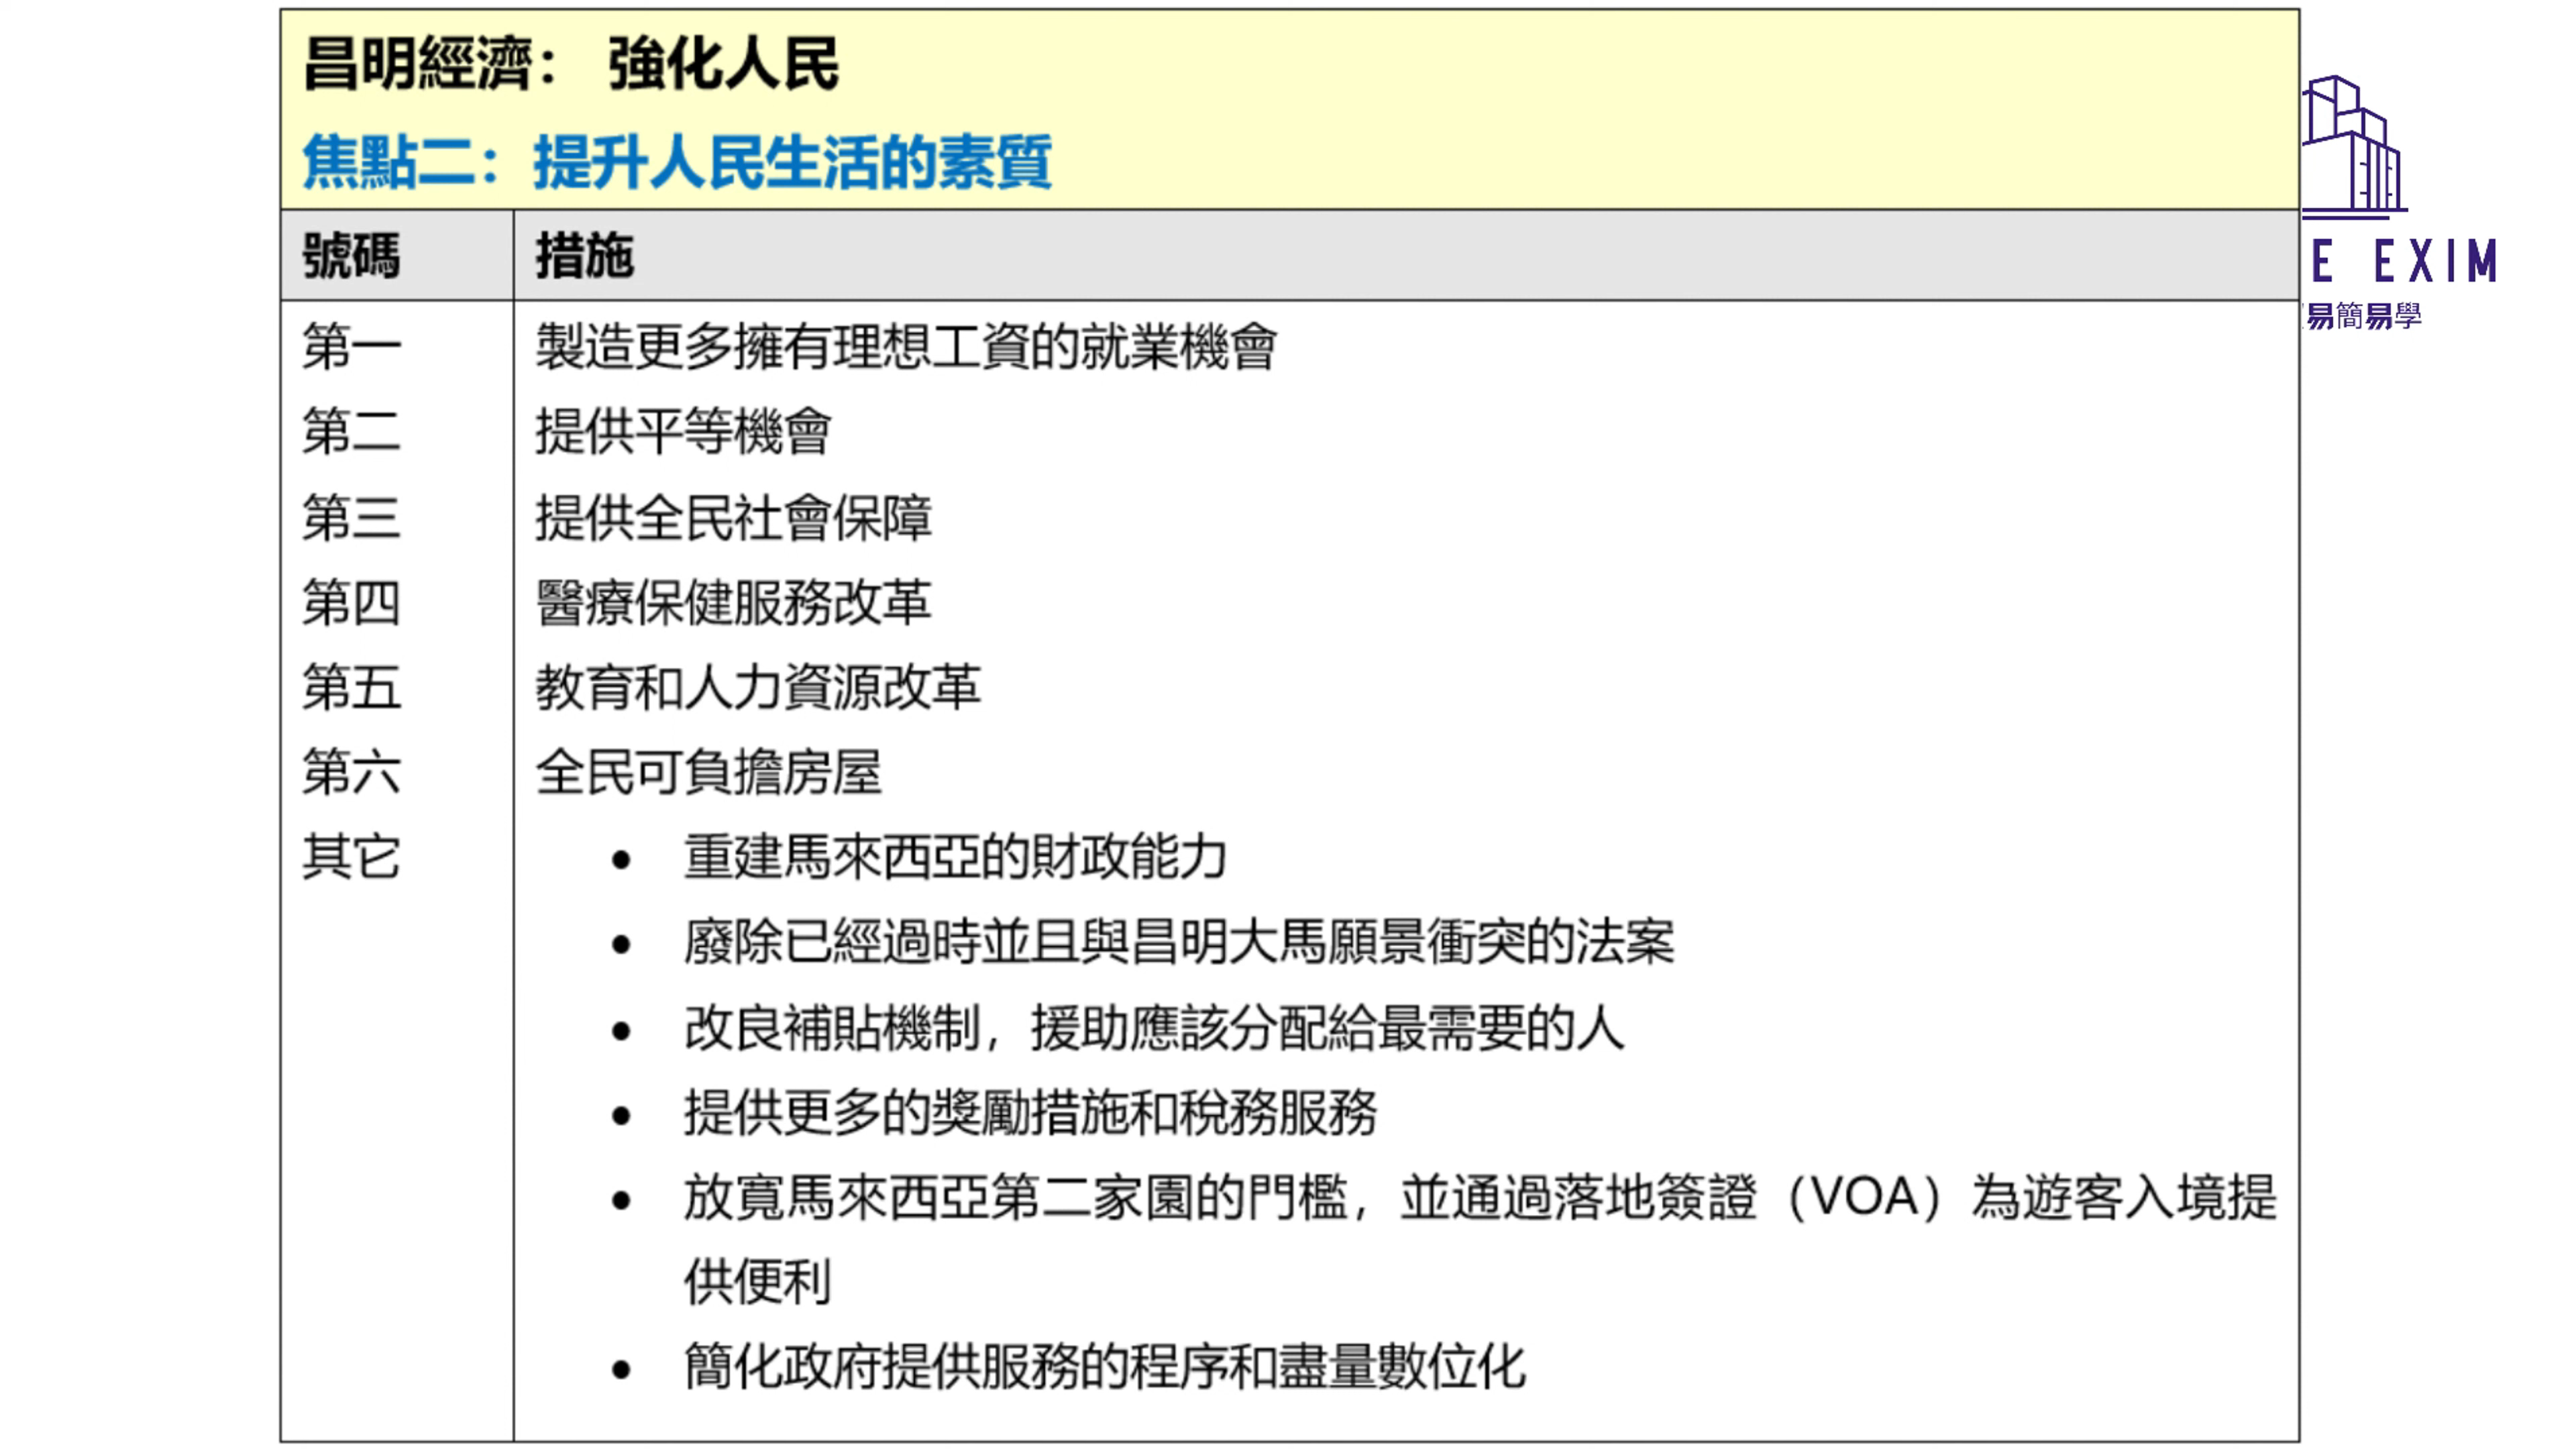 昌明經濟： 強化人民
焦點二：提升人民生活的素質
號碼 措施
第一 製造更多擁有理想工資的就業機會
第二 提供平等機會
第三 提供全民社會保障
第四 醫療保健服務改革
第五 教育和人力資源改革
第六 全民可負擔房屋
其它 • 重建馬來西亞的財政能力
• 廢除已經過時並且與昌明大馬願景衝突的法案
• 改良補貼機制，援助應該分配給最需要的人
• 提供更多的獎勵措施和稅務服務
• 放寬馬來西亞第二家園的門檻，並通過落地簽證（VOA）為遊客入境提
供便利
• 簡化政府提供服務的程序和盡量數位化
E EXIM
易簡易學